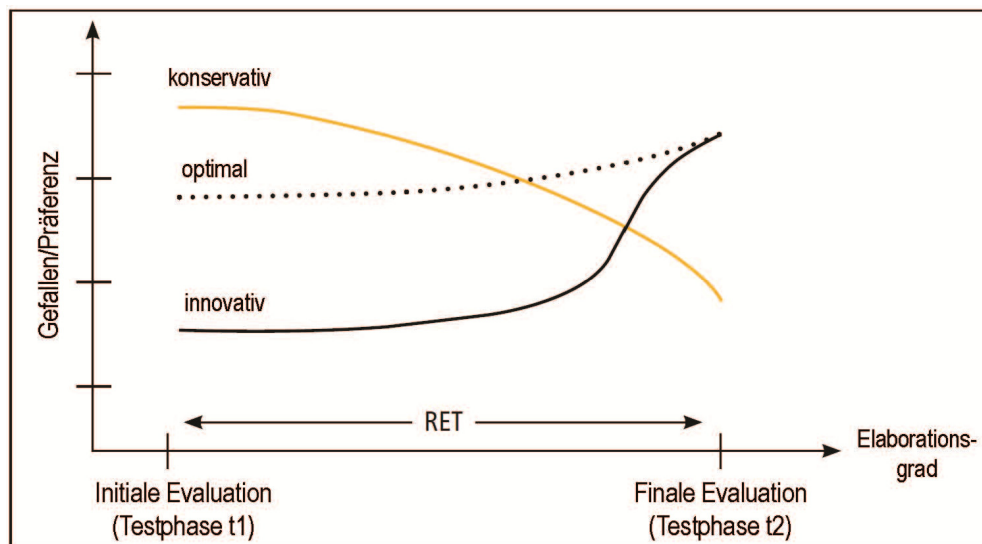 konservativ
optimal
innovativ
Gefallen/Präferenz
RET
Elaborations-
grad
Initiale Evaluation
(Testphase t1)
Finale Evaluation
(Testphase t2)